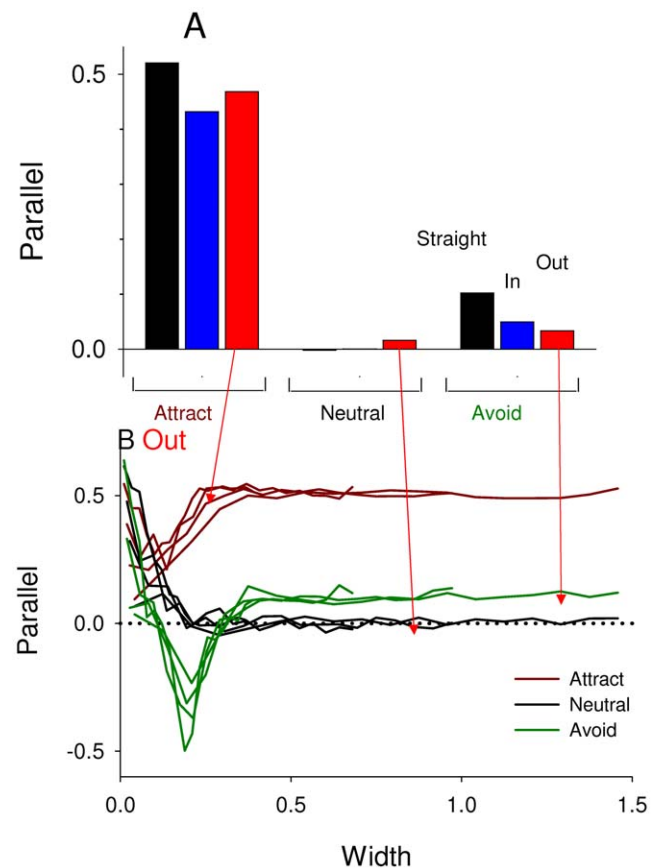 A
0.5
Parallel
Straight
Out
In
0.0
Attract
Neutral
Avoid
B Out
0.5
Parallel
0.0
Attract
Neutral
Avoid
-0.5
0.0
0.5
1.0
1.5
Width